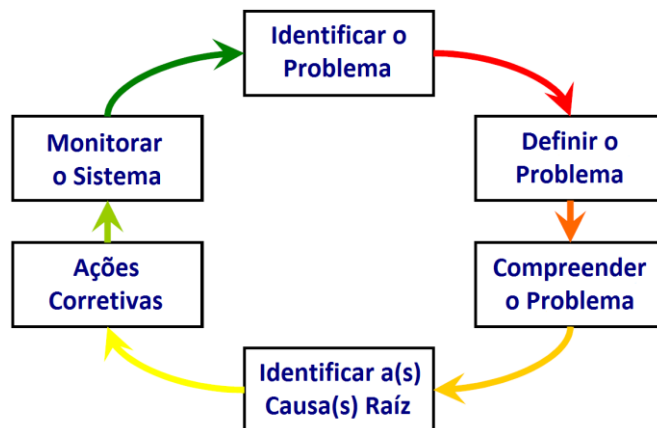 Identificar o
Problema
Definir o
Problema
Compreender
o Problema
Identificar a(s)
Causa(s) Raíz
Ações
Corretivas
Monitorar
o Sistema